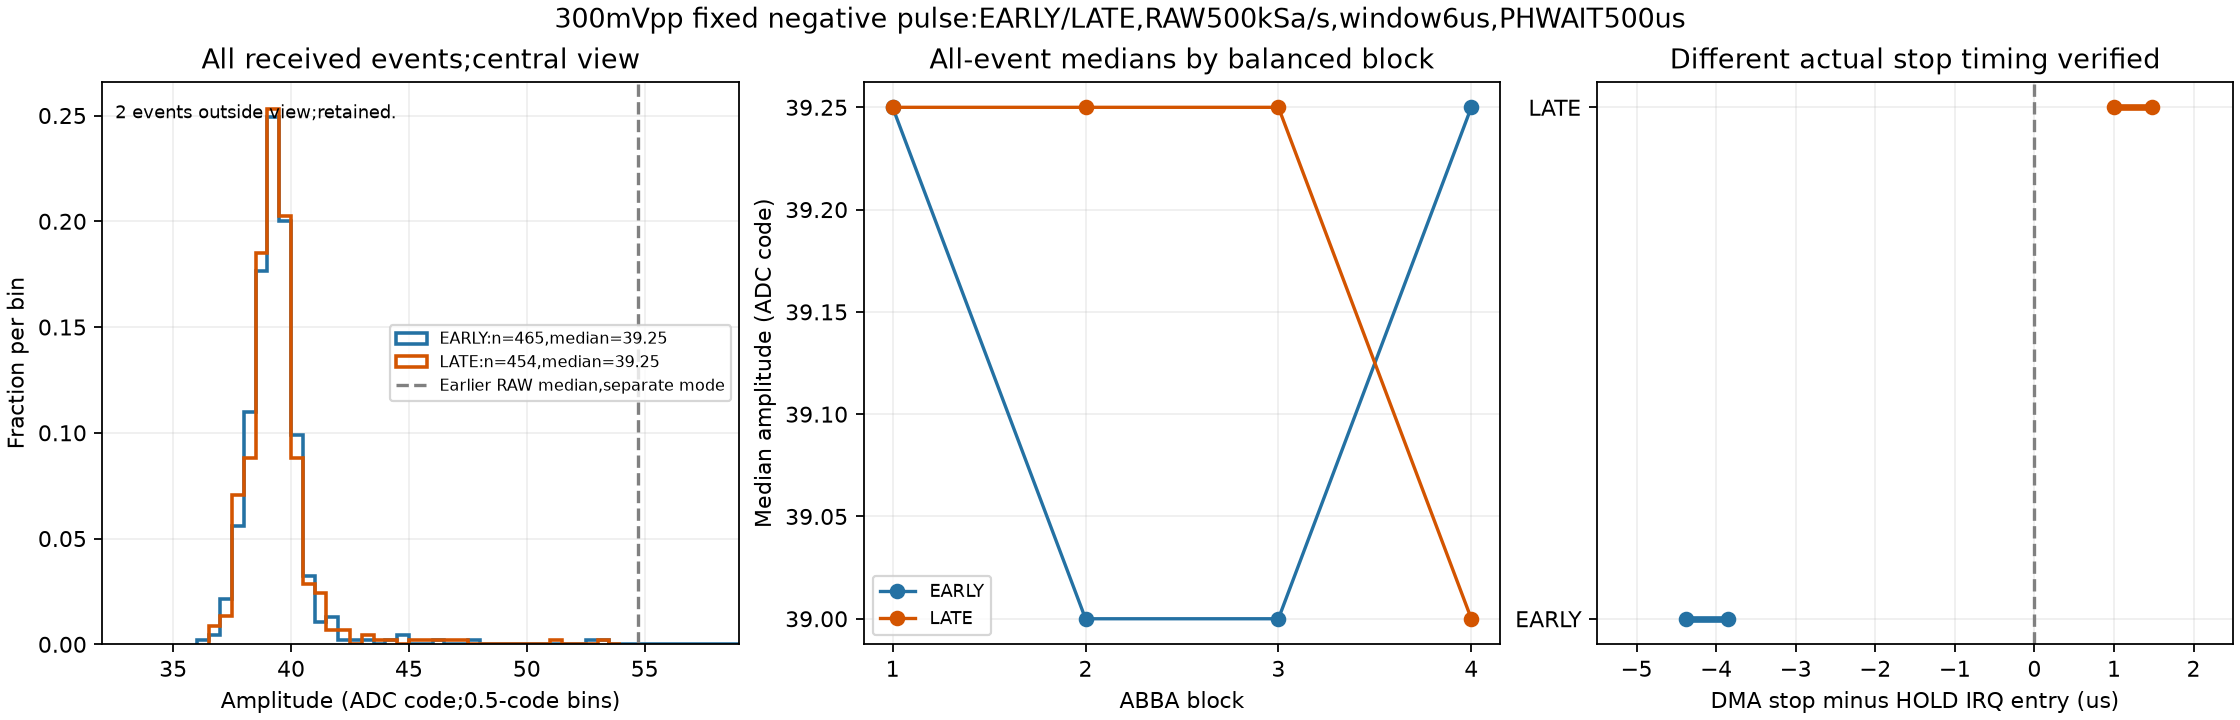 300mVpp fixed negative pulse:EARLY/LATE,RAW500kSa/s,window6us,PHWAIT500us
All received events;central view
2 events outside view;retained.
0.25
0.20
0.15
0.10
0.05
0.00
Fraction per bin
EARLY:n=465,median=39.25
LATE:n=454,median=39.25
Earlier RAW median,separate mode
35
40
45
50
55
Amplitude (ADC code;0.5-code bins)
All-event medians by balanced block
39.25
39.20
39.15
39.10
39.05
39.00
Median amplitude (ADC code)
EARLY
LATE
1
2
3
4
ABBA block
Different actual stop timing verified
LATE
EARLY
−5
−4
−3
−2
−1
0
1
2
DMA stop minus HOLD IRQ entry (us)